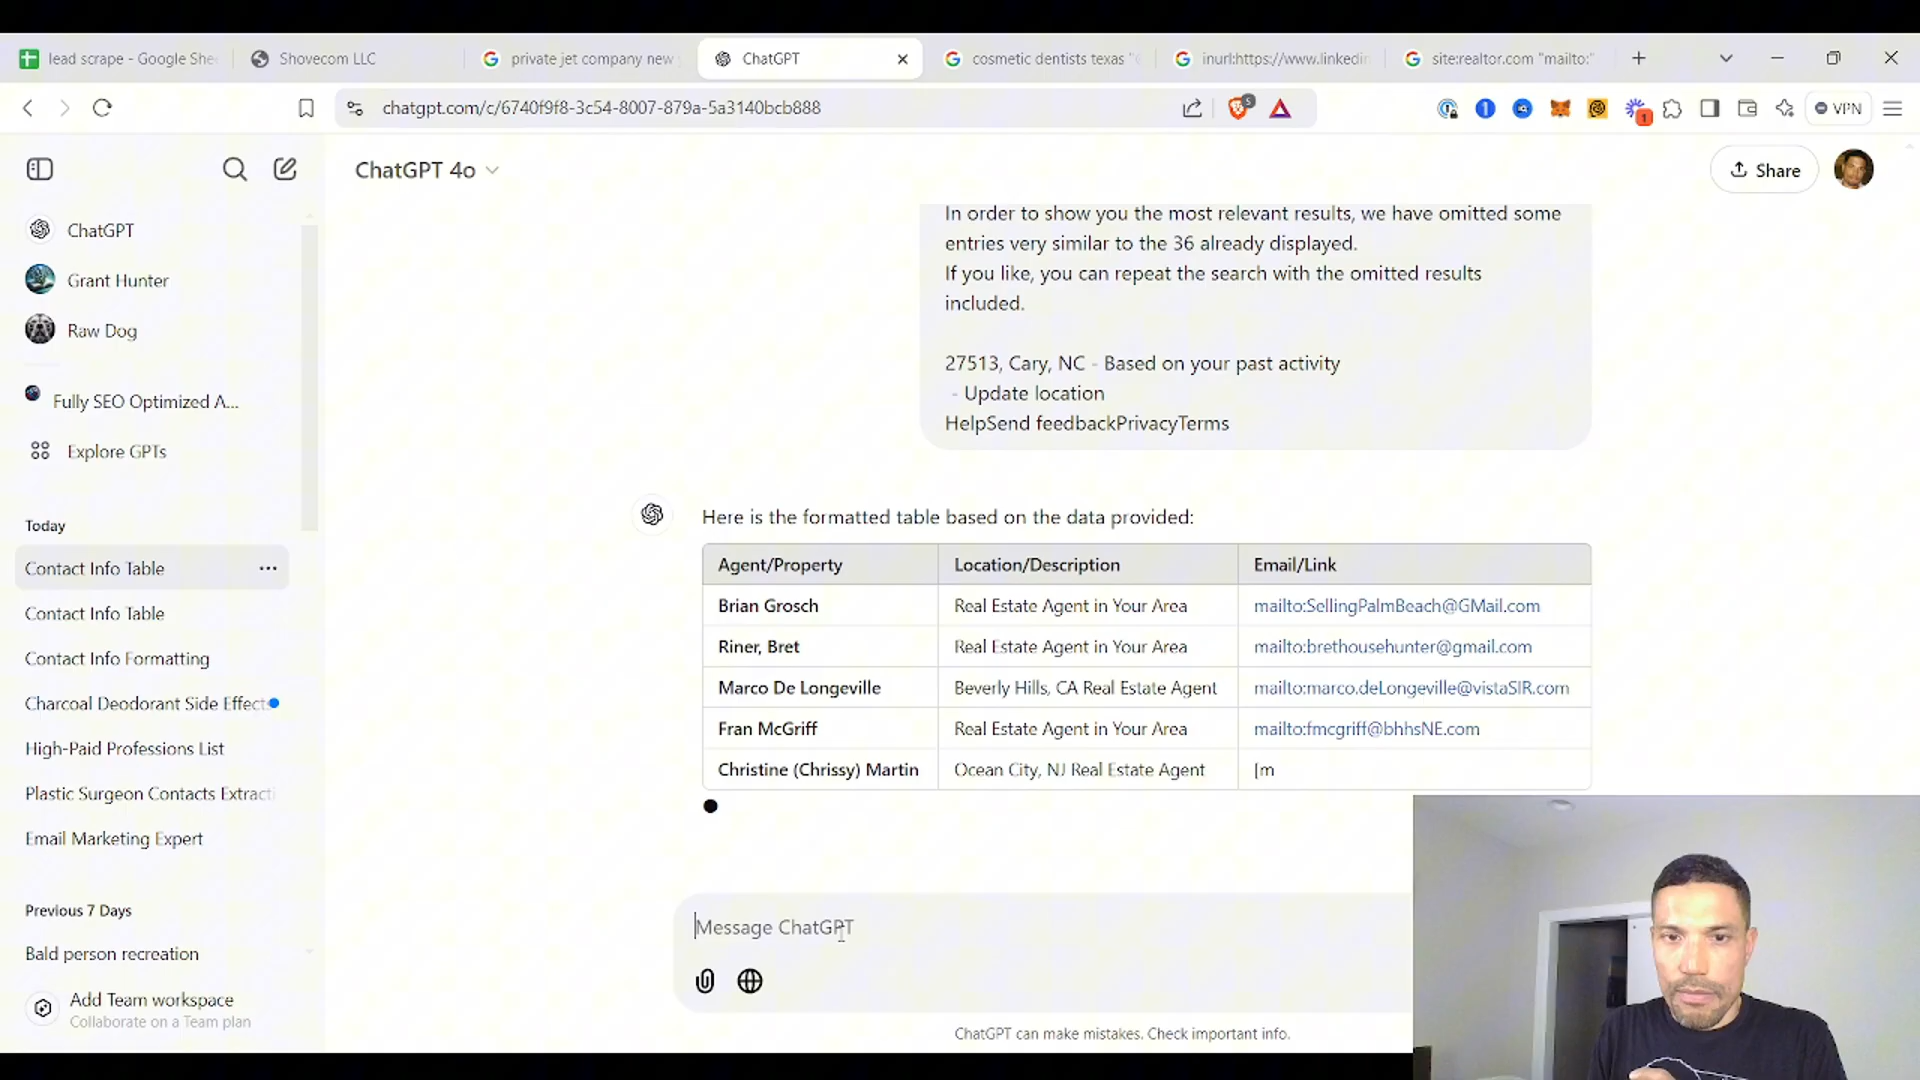 lead scrape - Google She
Shovecom LLC
private jet company new
ChatGPT
cosmetic dentists texas "
inurl:https://www.linkedin
site:realtor.com "mailto:"
chatgpt.com/c/6740f9f8-3c54-8007-879a-5a3140bcb888
5
1
1
VPN
ChatGPT 4o
Share
ChatGPT
Grant Hunter
Raw Dog
Fully SEO Optimized A...
Explore GPTs
Today
Contact Info Table
Contact Info Table
Contact Info Formatting
Charcoal Deodorant Side Effect
High-Paid Professions List
Plastic Surgeon Contacts Extracti
Email Marketing Expert
Previous 7 Days
Bald person recreation
Add Team workspace
Collaborate on a Team plan
In order to show you the most relevant results, we have omitted some
entries very similar to the 36 already displayed.
If you like, you can repeat the search with the omitted results
included.
27513, Cary, NC - Based on your past activity
- Update location
HelpSend feedbackPrivacyTerms
Here is the formatted table based on the data provided:
Agent/Property Location/Description Email/Link
Brian Grosch Real Estate Agent in Your Area mailto:SellingPalmBeach@GMail.com
Riner, Bret Real Estate Agent in Your Area mailto:brethousehunter@gmail.com
Marco De Longeville Beverly Hills, CA Real Estate Agent mailto:marco.deLongeville@vistaSIR.com
Fran McGriff Real Estate Agent in Your Area mailto:fmcgriff@bhhsNE.com
Christine (Chrissy) Martin Ocean City, NJ Real Estate Agent [m
Message ChatGPT
ChatGPT can make mistakes. Check important info.